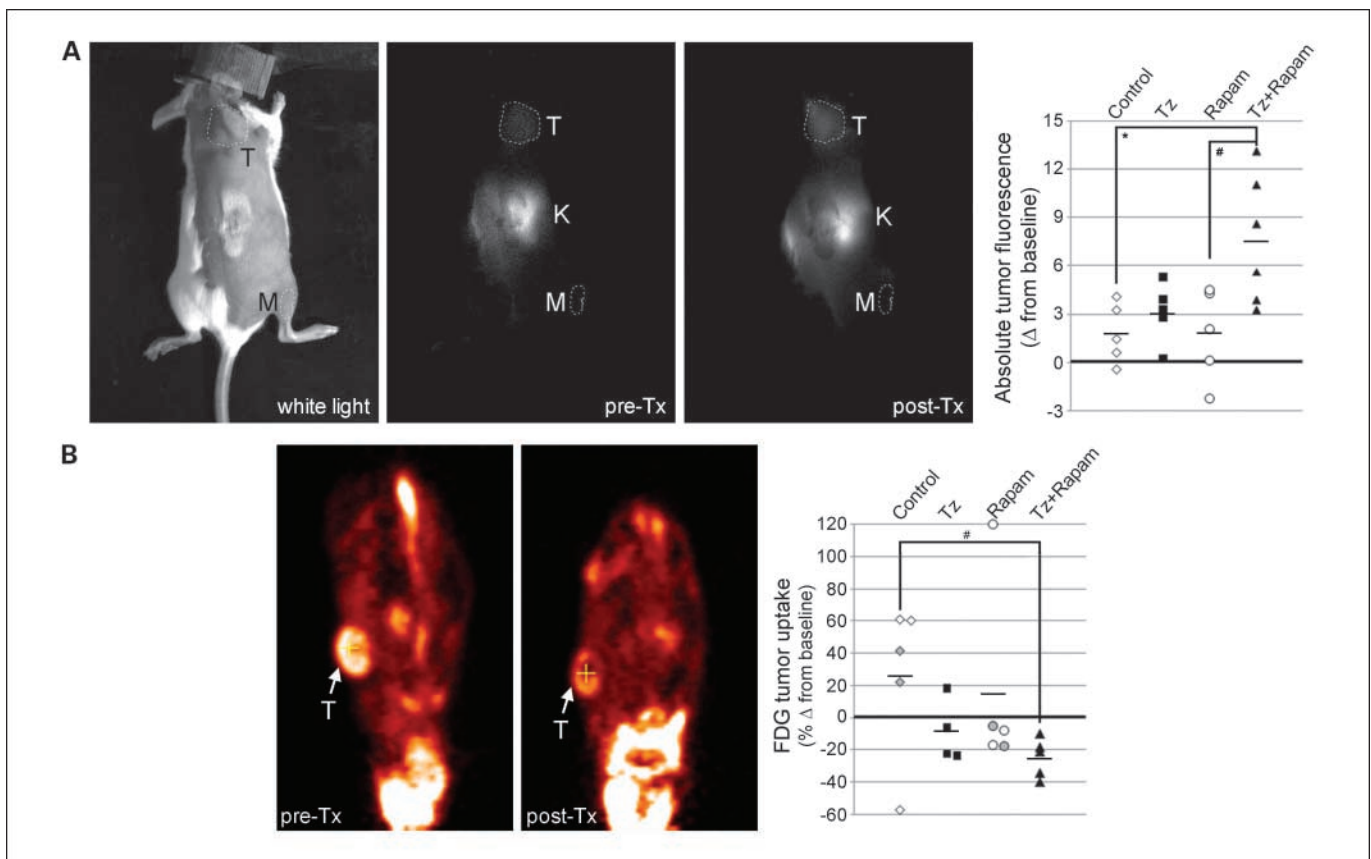 A
T
M
white light
T
K
M
pre-Tx
T
K
M
post-Tx
Control
Tz
Rapam
Tz+Rapam
Absolute tumor fluorescence
(Δ from baseline)
15
12
9
6
3
0
-3
*
#
B
T
pre-Tx
T
post-Tx
Control
Tz
Rapam
Tz+Rapam
FDG tumor uptake
(% Δ from baseline)
120
100
80
60
40
20
0
-20
-40
-60
#